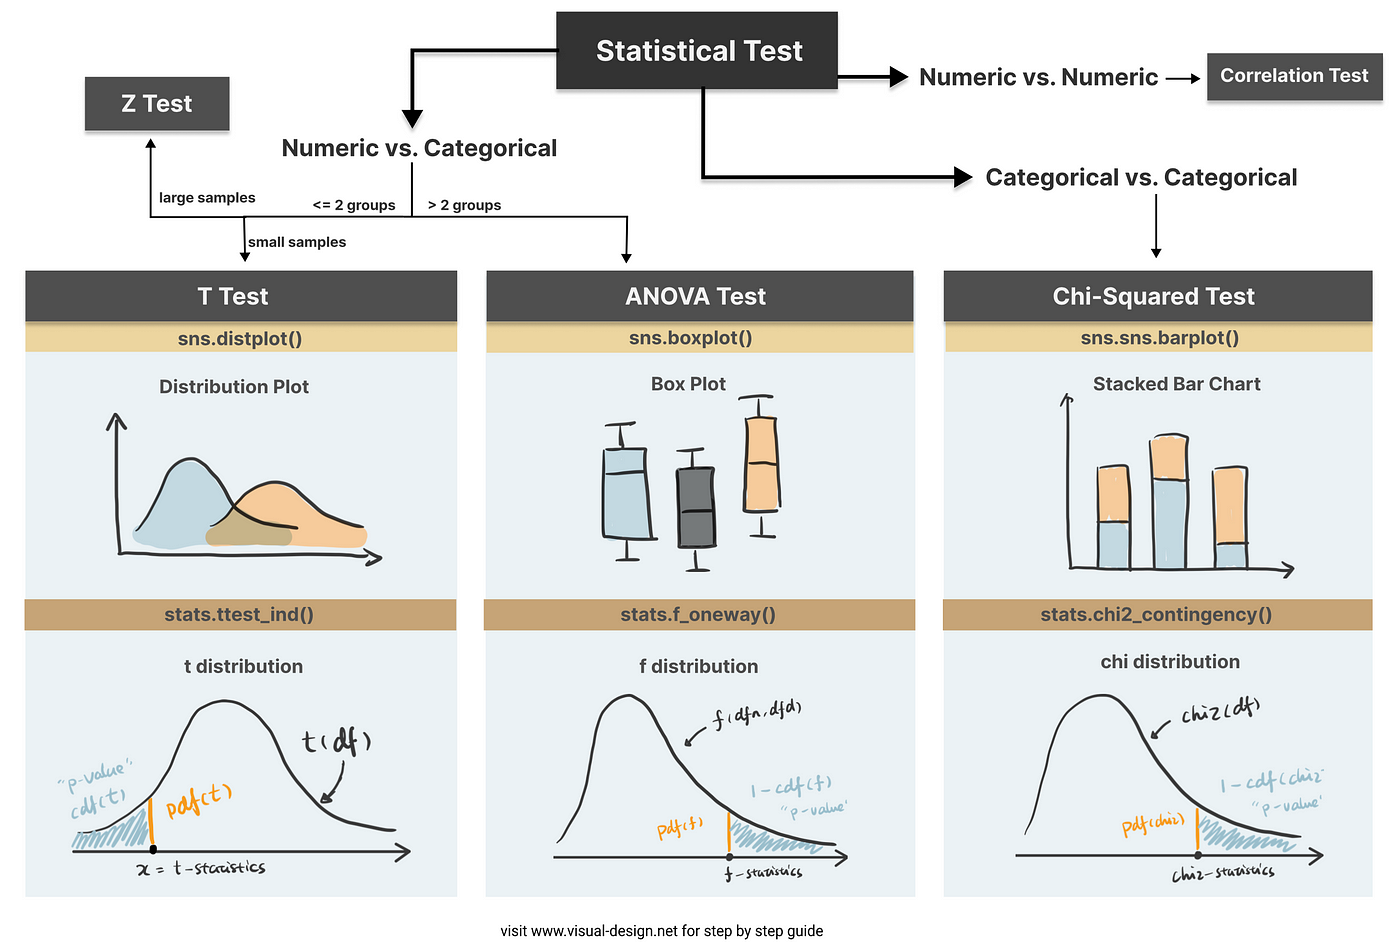 Statistical Test
Numeric vs. Numeric
Correlation Test
Z Test
Numeric vs. Categorical
Categorical vs. Categorical
large samples
<= 2 groups
> 2 groups
small samples
T Test
sns.distplot()
Distribution Plot
stats.ttest_ind()
t distribution
t(df)
"p-value"
cdf(t)
pdf(t)
x = t-statistics
ANOVA Test
sns.boxplot()
Box Plot
stats.f_oneway()
f distribution
f(dfn, dfd)
1-cdf(f)
"p-value'
pdf(f)
f-statistics
Chi-Squared Test
sns.sns.barplot()
Stacked Bar Chart
stats.chi2_contingency()
chi distribution
chi2(df)
1-cdf(chi2
"p-value'
pdf(chi2)
chi2-statistics
visit www.visual-design.net for step by step guide